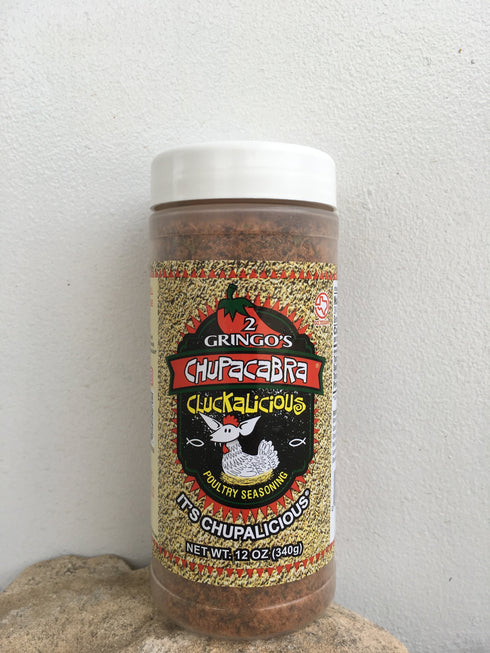 2
GRINGO'S
CHUPACABRA
CLUCKALICIOUS
POULTRY SEASONING
IT'S CHUPALICIOUS®
NET WT. 12 OZ (340g)